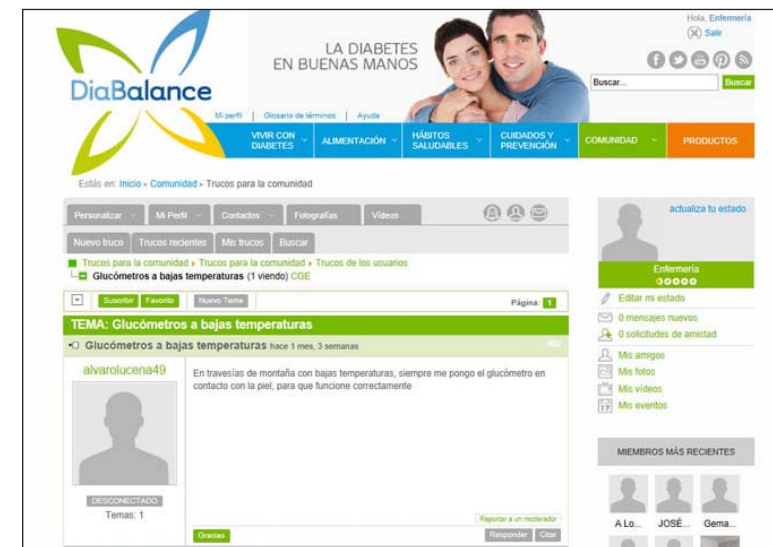 Hola, Enfermería
Salir
LA DIABETES
EN BUENAS MANOS
DiaBalance
Buscar...
Buscar
Mi perfil | Glosario de términos | Ayuda
VIVIR CON
DIABETES
ALIMENTACIÓN
HÁBITOS
SALUDABLES
CUIDADOS Y
PREVENCIÓN
COMUNIDAD
PRODUCTOS
Estás en: Inicio » Comunidad » Trucos para la comunidad
Personalizar
Mi Perfil
Contactos
Fotografías
Vídeos
Nuevo truco
Trucos recientes
Mis trucos
Buscar
Trucos para la comunidad
Trucos para la comunidad
Trucos de los usuarios
Glucómetros a bajas temperaturas (1 viendo) CGE
Suscribir
Favorito
Nuevo Tema
Página: 1
TEMA: Glucómetros a bajas temperaturas
Glucómetros a bajas temperaturas hace 1 mes, 3 semanas
alvarolucena49
DESCONECTADO
Temas: 1
En travesías de montaña con bajas temperaturas, siempre me pongo el glucómetro en
contacto con la piel, para que funcione correctamente
Reportar a un moderador
Gracias
Responder
Citar
actualiza tu estado
Enfermería
Editar mi estado
0 mensajes nuevos
0 solicitudes de amistad
Mis amigos
Mis fotos
Mis vídeos
17
Mis eventos
MIEMBROS MÁS RECIENTES
A Lo...
JOSÉ...
Gema...